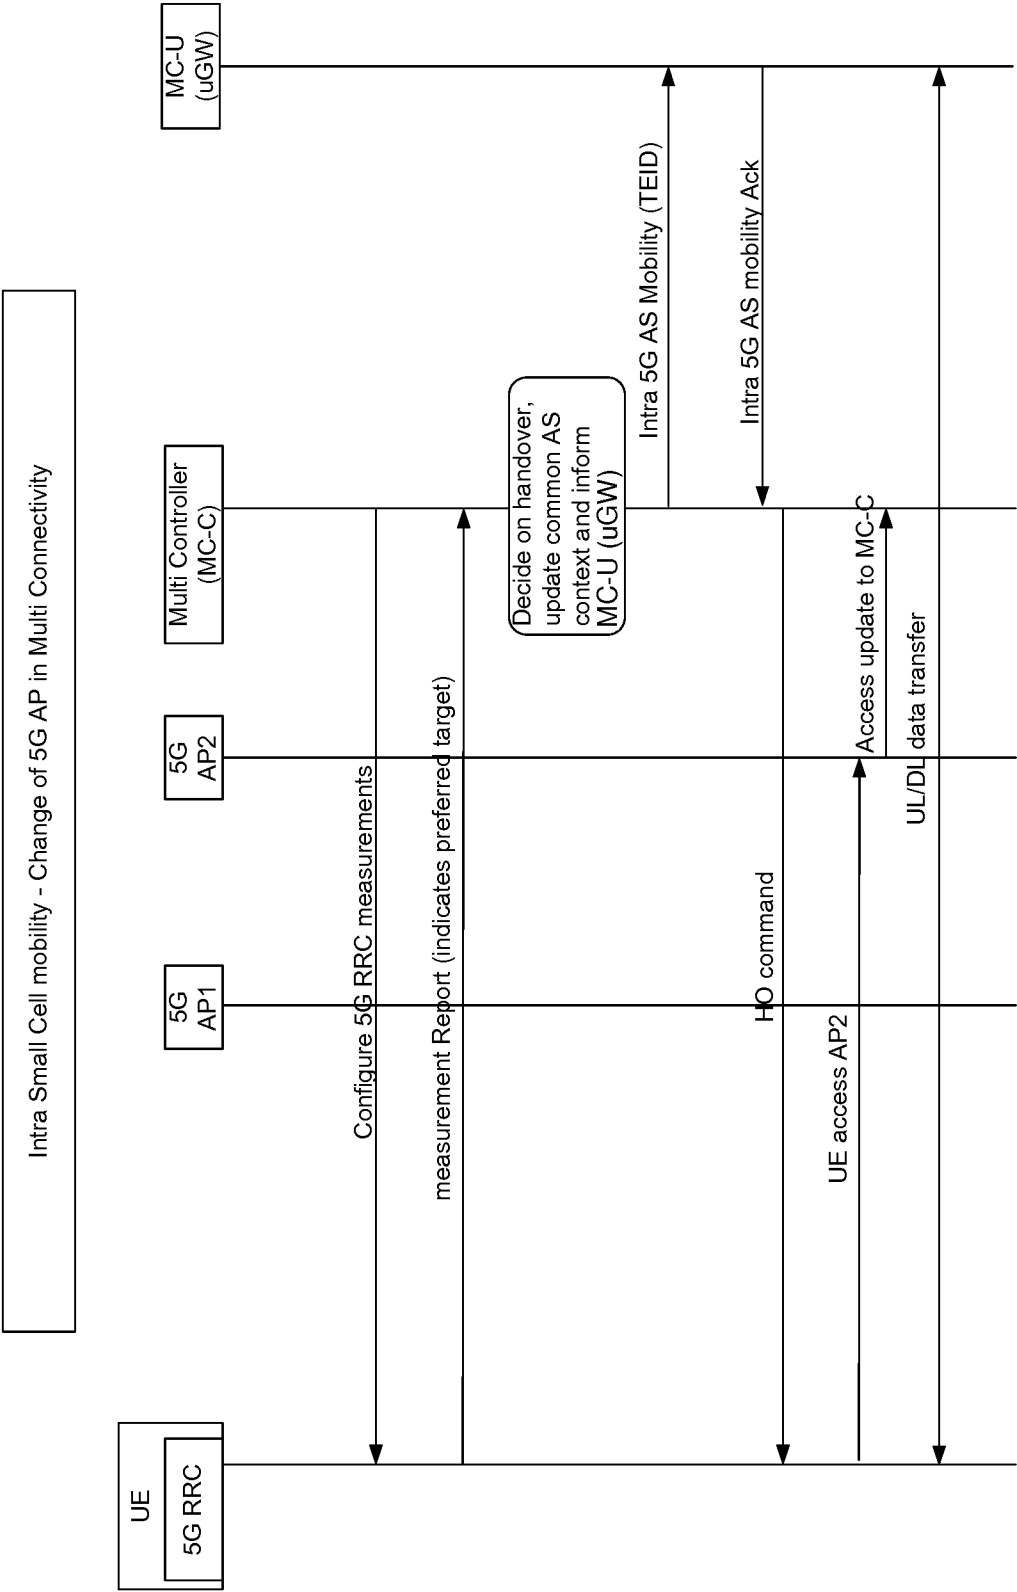 Intra Small Cell mobility - Change of 5G AP in Multi Connectivity
UE
5G RRC
5G
AP1
5G
AP2
Multi Controller
(MC-C)
MC-U
(uGW)
Configure 5G RRC measurements
measurement Report (indicates preferred target)
Decide on handover,
update common AS
context and inform
MC-U (uGW)
Intra 5G AS Mobility (TEID)
Intra 5G AS mobility Ack
HO command
UE access AP2
Access update to MC-C
UL/DL data transfer